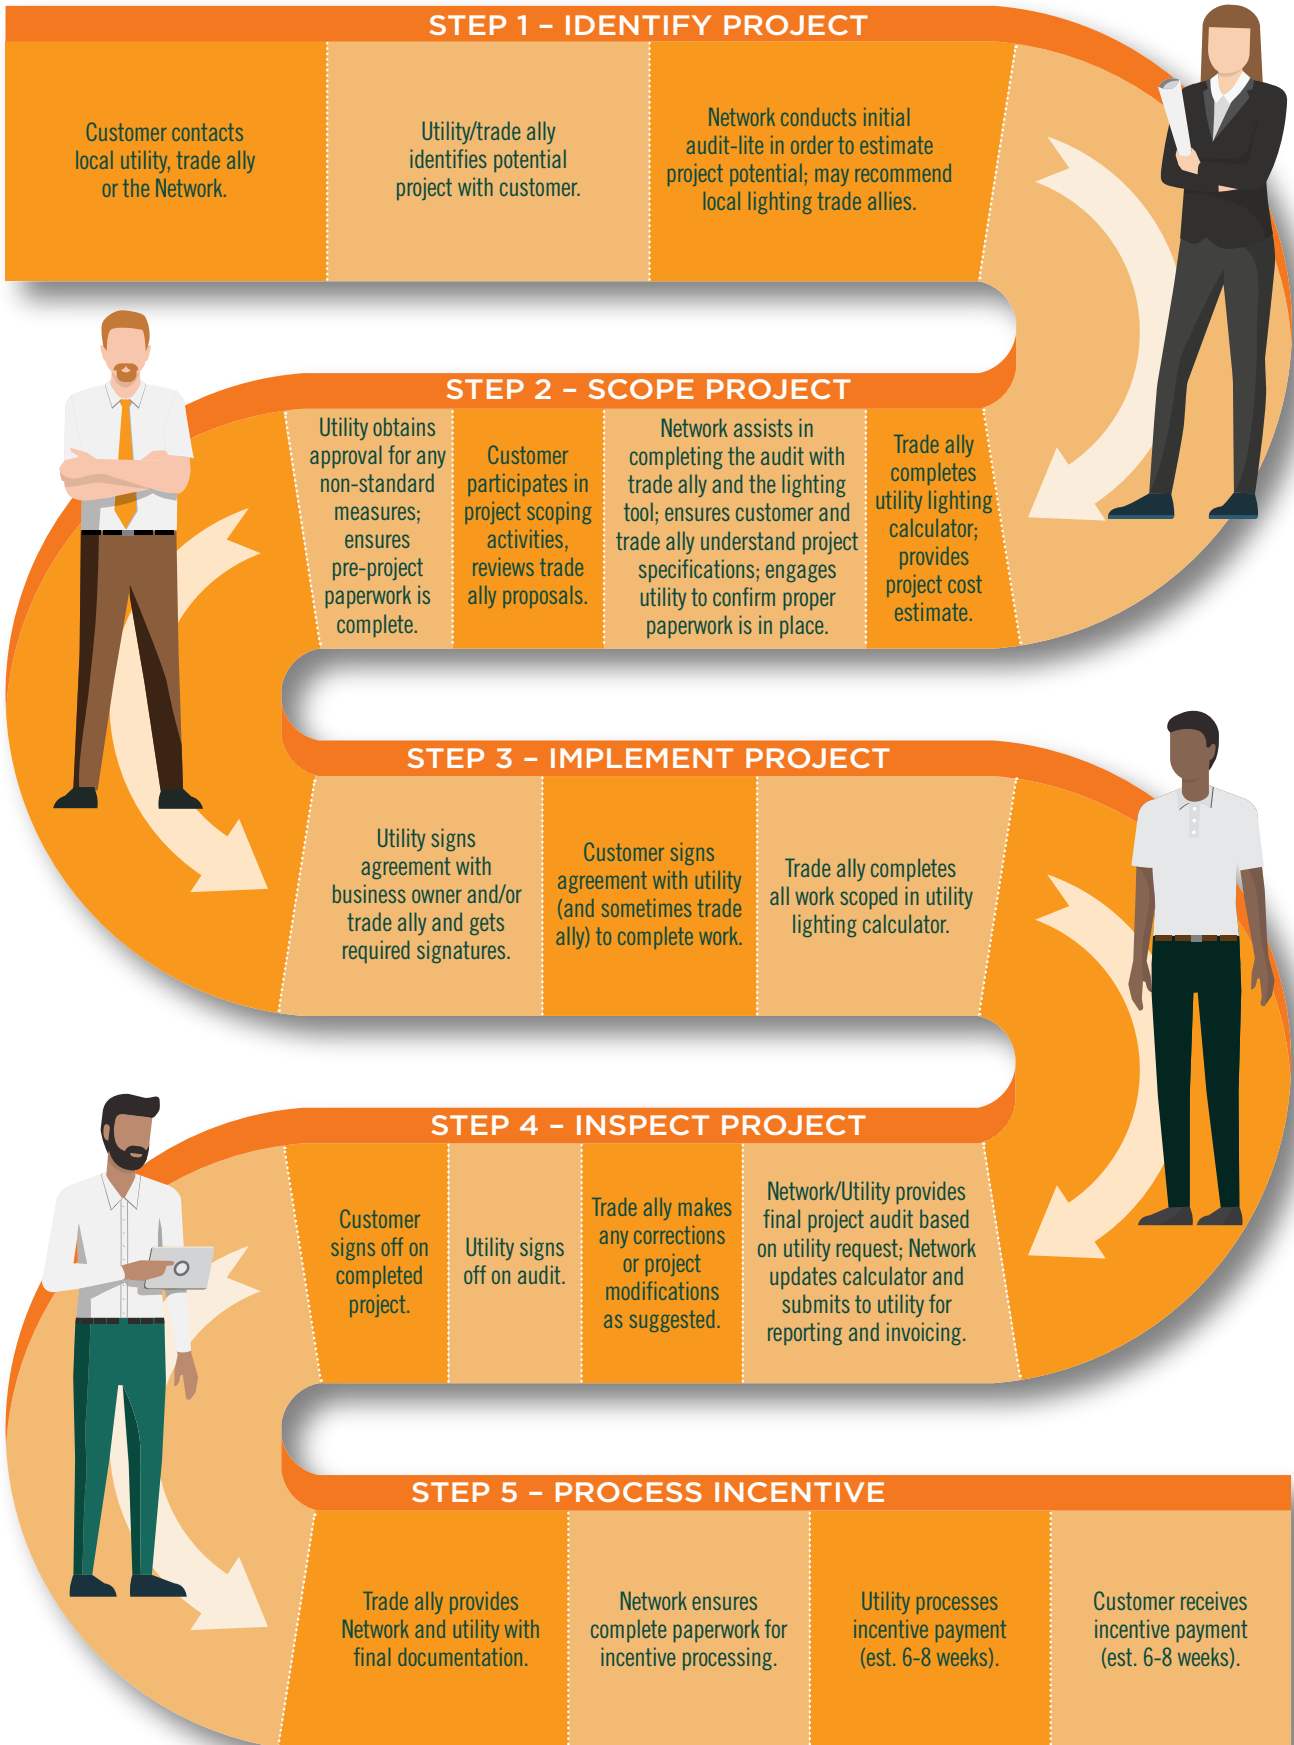 STEP 1 – IDENTIFY PROJECT
Customer contacts
local utility, trade ally
or the Network.
Utility/trade ally
identifies potential
project with customer.
Network conducts initial
audit-lite in order to estimate
project potential; may recommend
local lighting trade allies.
STEP 2 – SCOPE PROJECT
Utility obtains
approval for any
non-standard
measures;
ensures
pre-project
paperwork is
complete.
Customer
participates in
project scoping
activities,
reviews trade
ally proposals.
Network assists in
completing the audit with
trade ally and the lighting
tool; ensures customer and
trade ally understand project
specifications; engages
utility to confirm proper
paperwork is in place.
Trade ally
completes
utility lighting
calculator;
provides
project cost
estimate.
STEP 3 – IMPLEMENT PROJECT
Utility signs
agreement with
business owner and/or
trade ally and gets
required signatures.
Customer signs
agreement with utility
(and sometimes trade
ally) to complete work.
Trade ally completes
all work scoped in utility
lighting calculator.
STEP 4 – INSPECT PROJECT
Customer
signs off on
completed
project.
Utility signs
off on audit.
Trade ally makes
any corrections
or project
modifications
as suggested.
Network/Utility provides
final project audit based
on utility request; Network
updates calculator and
submits to utility for
reporting and invoicing.
STEP 5 – PROCESS INCENTIVE
Trade ally provides
Network and utility with
final documentation.
Network ensures
complete paperwork for
incentive processing.
Utility processes
incentive payment
(est. 6-8 weeks).
Customer receives
incentive payment
(est. 6-8 weeks).